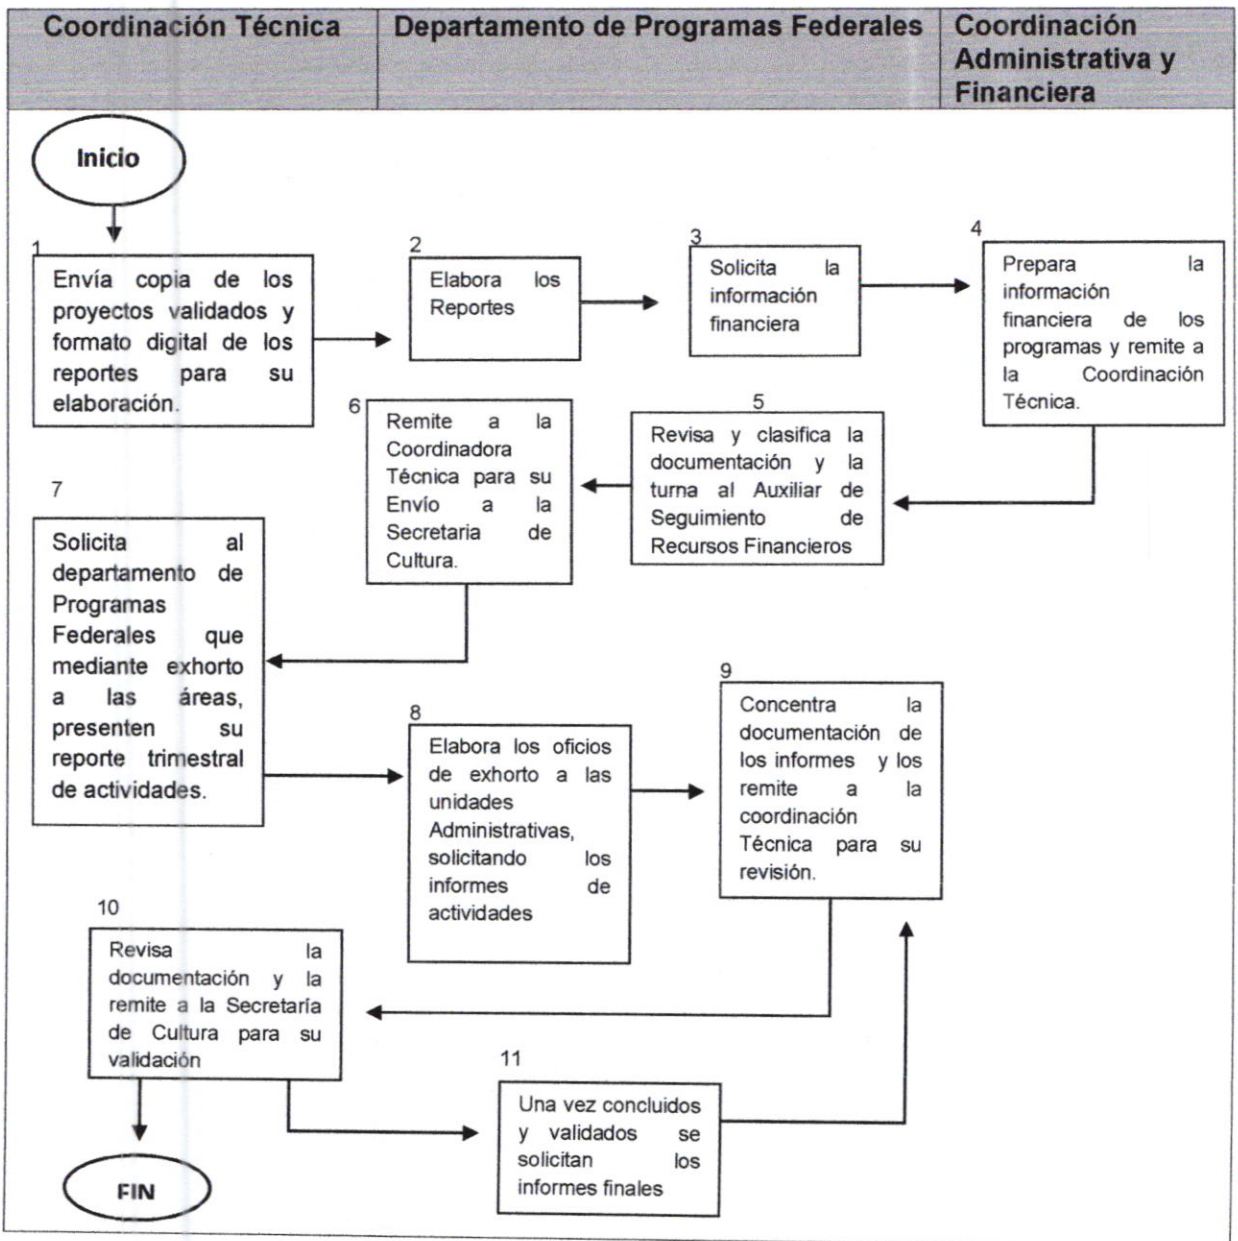 Coordinación Técnica
Departamento de Programas Federales
Coordinación
Administrativa y
Financiera
Inicio
1
Envía copia de los
proyectos validados y
formato digital de los
reportes para su
elaboración.
2
Elabora los
Reportes
3
Solicita la
información
financiera
4
Prepara la
información
financiera de los
programas y remite a
la Coordinación
Técnica.
5
Revisa y clasifica la
documentación y la
turna al Auxiliar de
Seguimiento de
Recursos Financieros
6
Remite a la
Coordinadora
Técnica para su
Envío a la
Secretaria de
Cultura.
7
Solicita al
departamento de
Programas
Federales que
mediante exhorto
a las áreas,
presenten su
reporte trimestral
de actividades.
8
Elabora los oficios
de exhorto a las
unidades
Administrativas,
solicitando los
informes de
actividades
9
Concentra la
documentación de
los informes y los
remite a la
coordinación
Técnica para su
revisión.
10
Revisa la
documentación y la
remite a la Secretaría
de Cultura para su
validación
11
Una vez concluidos
y validados se
solicitan los
informes finales
FIN